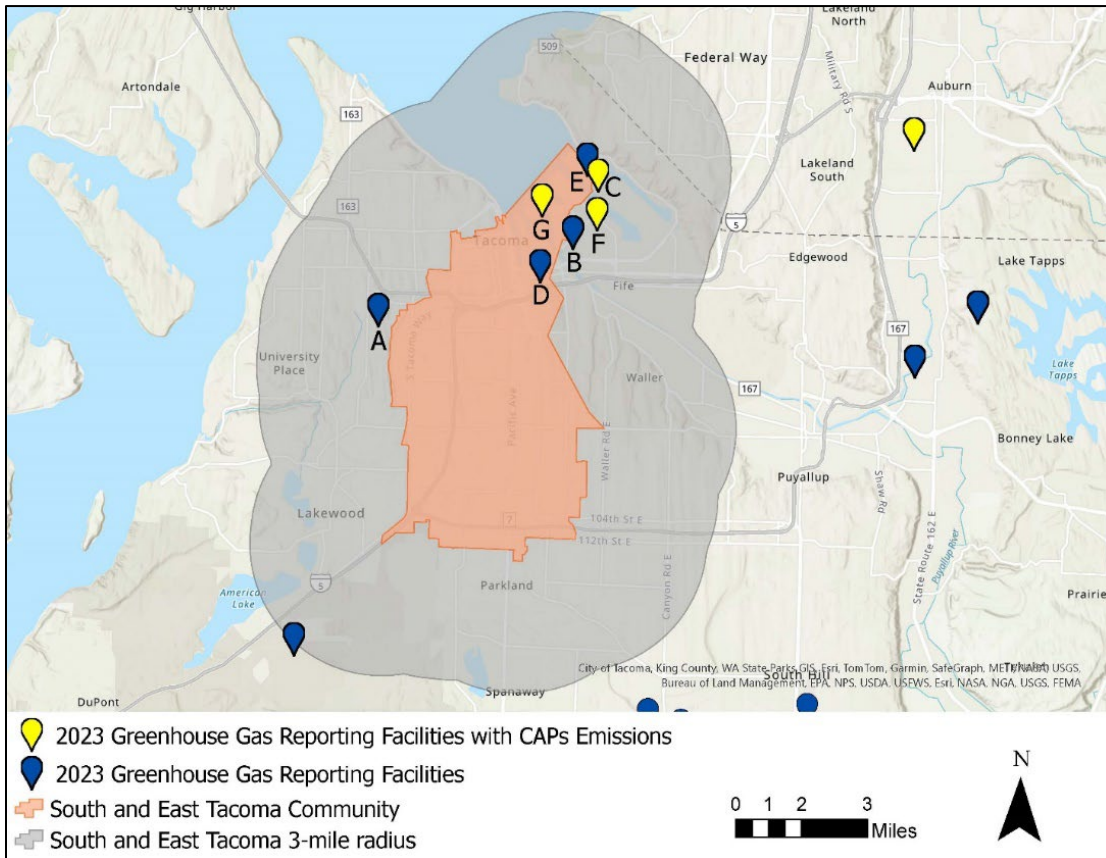 Gig Harbor
Lakeland
North
509
Federal Way
Military Rd S
Artondale
163
Auburn
Lakeland
South
E
C
163
G
F
5
Tacoma
B
Edgewood
Lake Tapps
D
Fife
167
A
S Tacoma Way
University
Place
Pacific Ave
Waller
Lake
Tapps
167
Waller Rd E
Bonney Lake
Puyallup
Shaw Rd
Lakewood
7
104th St E
112th St E
State Route 162 E
Puyallup River
5
Parkland
Canyon Rd E
American
Lake
Prairie
City of Tacoma, King County, WA State Parks GIS, Esri, TomTom, Garmin, SafeGraph, METI/NASA, USGS,
Bureau of Land Management, EPA, NPS, USDA, USFWS, Esri, NASA, NGA, USGS, FEMA
South Hill
Spanaway
DuPont
2023 Greenhouse Gas Reporting Facilities with CAPs Emissions
2023 Greenhouse Gas Reporting Facilities
South and East Tacoma Community
South and East Tacoma 3-mile radius
0 1 2 3
Miles
N